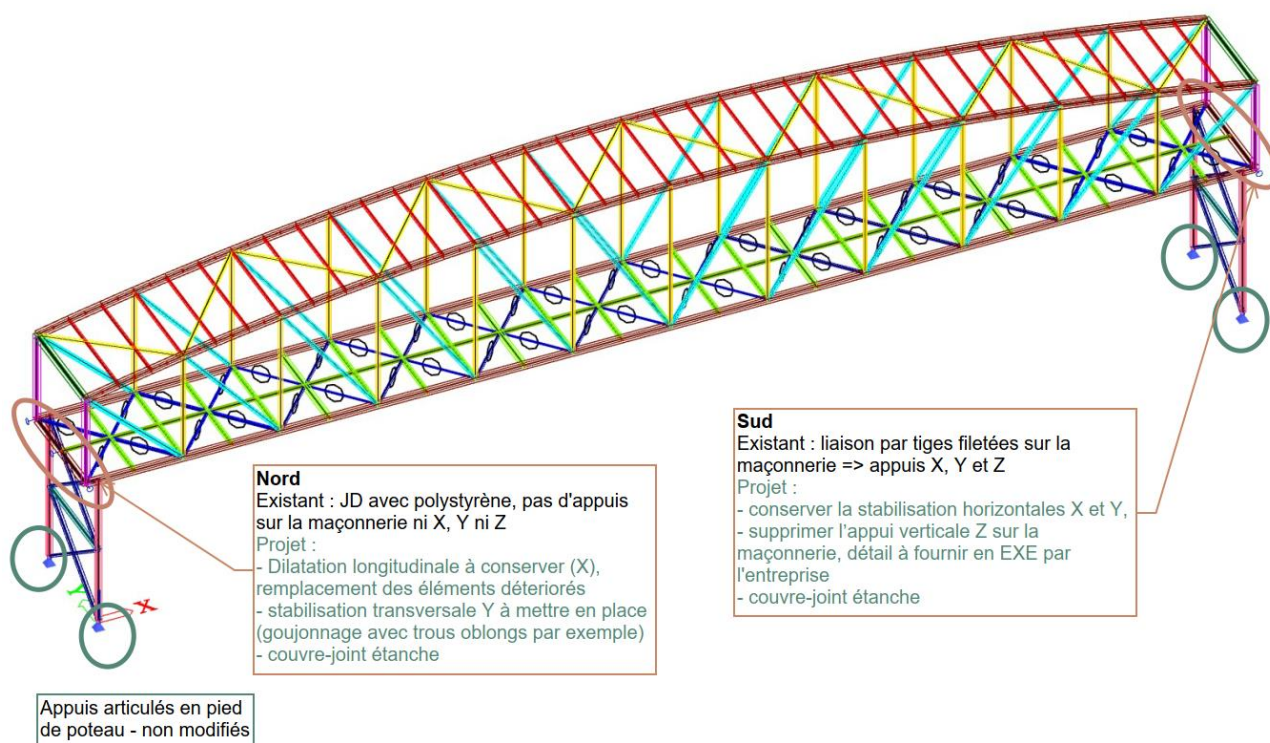 Nord
Existant : JD avec polystyrène, pas d'appuis
sur la maçonnerie ni X, Y ni Z
Projet :
- Dilatation longitudinale à conserver (X),
remplacement des éléments déteriorés
- stabilisation transversale Y à mettre en place
(goujonnage avec trous oblongs par exemple)
- couvre-joint étanche
Sud
Existant : liaison par tiges filetées sur la
maçonnerie => appuis X, Y et Z
Projet :
- conserver la stabilisation horizontales X et Y,
- supprimer l'appui verticale Z sur la
maçonnerie, détail à fournir en EXE par
l'entreprise
- couvre-joint étanche
Y
X
Appuis articulés en pied
de poteau - non modifiés